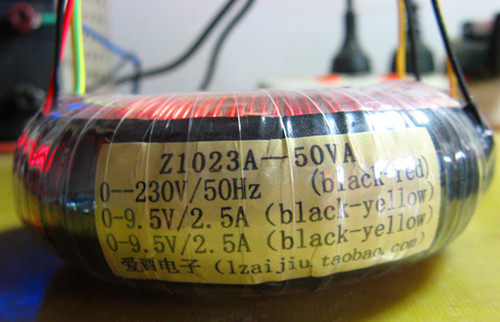 Z1023A—50VA
0--230V/50Hz (black-red)
0-9.5V/2.5A (black-yellow)
0-9.5V/2.5A (black-yellow)
爱酒电子 (lzaijiu.taobao.com)